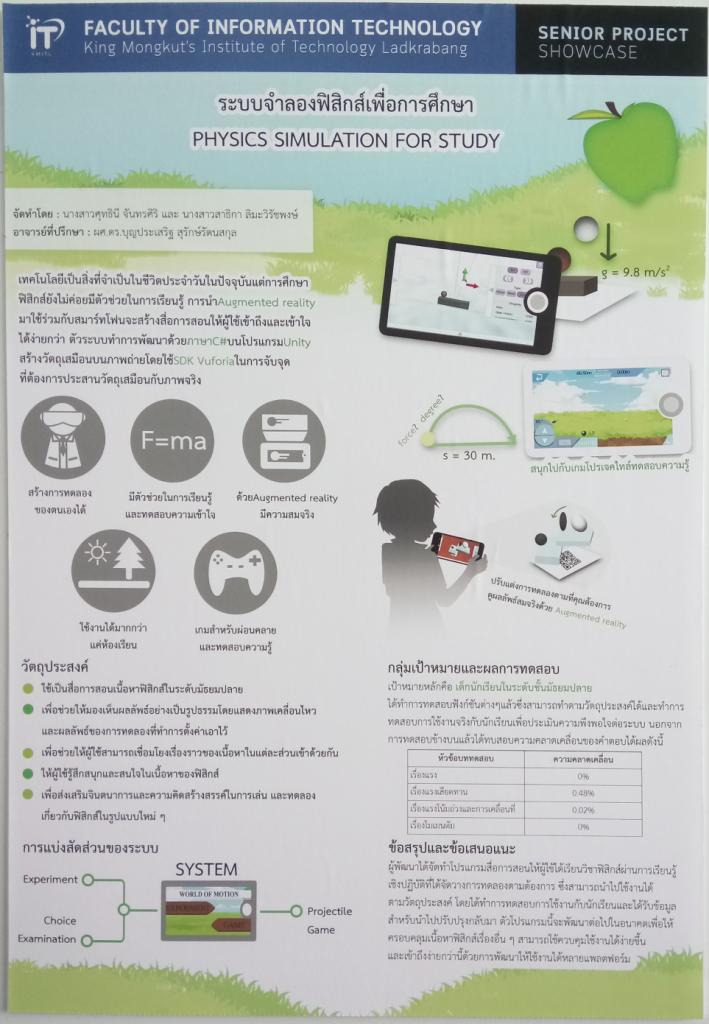 iT
KMITL
FACULTY OF INFORMATION TECHNOLOGY
King Mongkut's Institute of Technology Ladkrabang
SENIOR PROJECT
SHOWCASE
ระบบจำลองฟิสิกส์เพื่อการศึกษา
PHYSICS SIMULATION FOR STUDY
จัดทำโดย : นางสาวศุทธินี จันทรศิริ และ นางสาวสาธิกา ลิมะวิรัชพงษ์
อาจารย์ที่ปรึกษา : ผศ.ดร.บุญประเสริฐ สุรักษ์รัตนสกุล
เทคโนโลยีเป็นสิ่งที่จำเป็นในชีวิตประจำวันในปัจจุบันแต่การศึกษา
ฟิสิกส์ยังไม่ค่อยมีตัวช่วยในการเรียนรู้ การนำAugmented reality
มาใช้ร่วมกับสมาร์ทโฟนจะสร้างสื่อการสอนให้ผู้ใช้เข้าถึงและเข้าใจ
ได้ง่ายกว่า ตัวระบบทำการพัฒนาด้วยภาษาC#บนโปรแกรมUnity
สร้างวัตถุเสมือนบนภาพถ่ายโดยใช้SDK Vuforiaในการจับจุด
ที่ต้องการประสานวัตถุเสมือนกับภาพจริง
g = 9.8 m/s²
force? degree?
s = 30 m.
สนุกไปกับเกมโปรเจคไทล์ทดสอบความรู้
F=ma
สร้างการทดลอง
ของตนเองได้
มีตัวช่วยในการเรียนรู้
และทดสอบความเข้าใจ
ด้วยAugmented reality
มีความสมจริง
ใช้งานได้มากกว่า
แค่ห้องเรียน
เกมสำหรับผ่อนคลาย
และทดสอบความรู้
ปรับแต่งการทดลองตามที่คุณต้องการ
ดูผลลัพธ์สมจริงด้วย Augmented reality
วัตถุประสงค์
ใช้เป็นสื่อการสอนเนื้อหาฟิสิกส์ในระดับมัธยมปลาย
เพื่อช่วยให้มองเห็นผลลัพธ์อย่างเป็นรูปธรรมโดยแสดงภาพเคลื่อนไหว
และผลลัพธ์ของการทดลองที่ทำการตั้งค่าเอาไว้
เพื่อช่วยให้ผู้ใช้สามารถเชื่อมโยงเรื่องราวของเนื้อหาในแต่ละส่วนเข้าด้วยกัน
ให้ผู้ใช้รู้สึกสนุกและสนใจในเนื้อหาของฟิสิกส์
เพื่อส่งเสริมจินตนาการและความคิดสร้างสรรค์ในการเล่น และทดลอง
เกี่ยวกับฟิสิกส์ในรูปแบบใหม่ ๆ
การแบ่งสัดส่วนของระบบ
SYSTEM
Experiment
Choice
Examination
WORLD OF MOTION
EXPERIMENT
GAME
Projectile
Game
กลุ่มเป้าหมายและผลการทดสอบ
เป้าหมายหลักคือ เด็กนักเรียนในระดับชั้นมัธยมปลาย
ได้ทำการทดสอบฟังก์ชันต่างๆแล้วซึ่งสามารถทำตามวัตถุประสงค์ได้และทำการ
ทดสอบการใช้งานจริงกับนักเรียนเพื่อประเมินความพึงพอใจต่อระบบ นอกจาก
การทดสอบข้างบนแล้วได้ทบสอบความคลาดเคลื่อนของคำตอบได้ผลดังนี้
หัวข้อบททดสอบ ความคลาดเคลื่อน
เรื่องแรง 0%
เรื่องแรงเสียดทาน 0.48%
เรื่องแรงโน้มถ่วงและการเคลื่อนที่ 0.02%
เรื่องโมเมนตัม 0%
ข้อสรุปและข้อเสนอแนะ
ผู้พัฒนาได้จัดทำโปรแกรมสื่อการสอนให้ผู้ใช้ได้เรียนวิชาฟิสิกส์ผ่านการเรียนรู้
เชิงปฏิบัติที่ได้จัดวางการทดลองตามต้องการ ซึ่งสามารถนำไปใช้งานได้
ตามวัตถุประสงค์ โดยได้ทำการทดสอบการใช้งานกับนักเรียนและได้รับข้อมูล
สำหรับนำไปปรับปรุงกลับมา ตัวโปรแกรมนี้จะพัฒนาต่อไปในอนาคตเพื่อให้
ครอบคลุมเนื้อหาฟิสิกส์เรื่องอื่น ๆ สามารถใช้ควบคุมใช้งานได้ง่ายขึ้น
และเข้าถึงง่ายกว่านี้ด้วยการพัฒนาให้ใช้งานได้หลายแพลตฟอร์ม